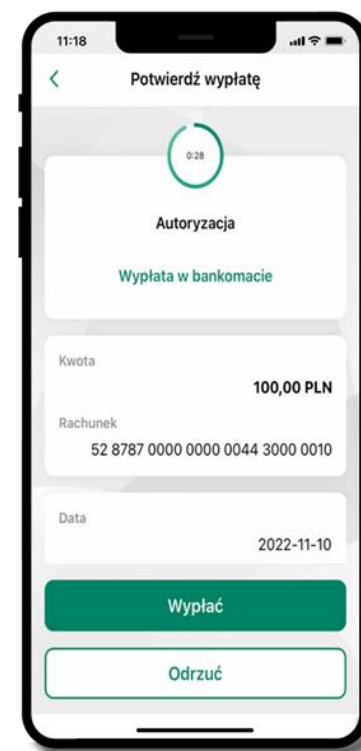 11:18
Potwierdź wypłatę
0:28
Autoryzacja
Wypłata w bankomacie
Kwota
100,00 PLN
Rachunek
52 8787 0000 0000 0044 3000 0010
Data
2022-11-10
Wypłać
Odrzuć